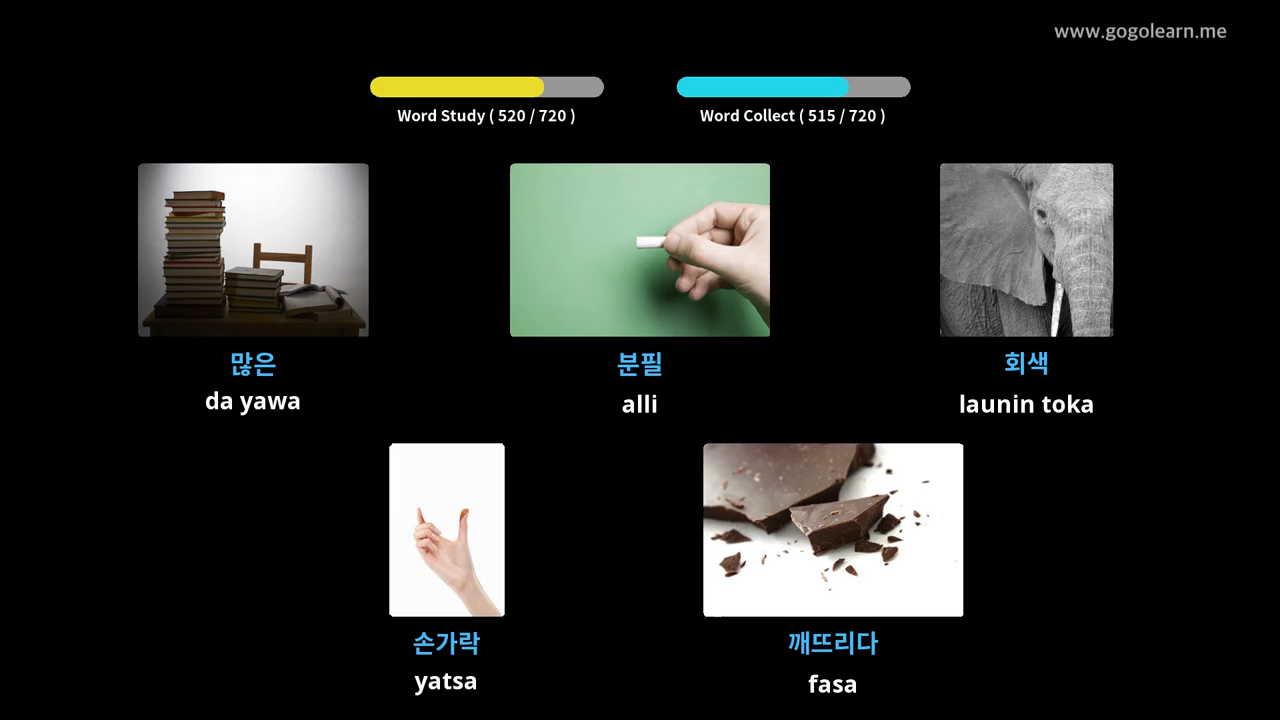 www.gogolearn.me
Word Study ( 520 / 720 )
Word Collect ( 515 / 720 )
많은
da yawa
분필
alli
회색
launin toka
손가락
yatsa
깨뜨리다
fasa